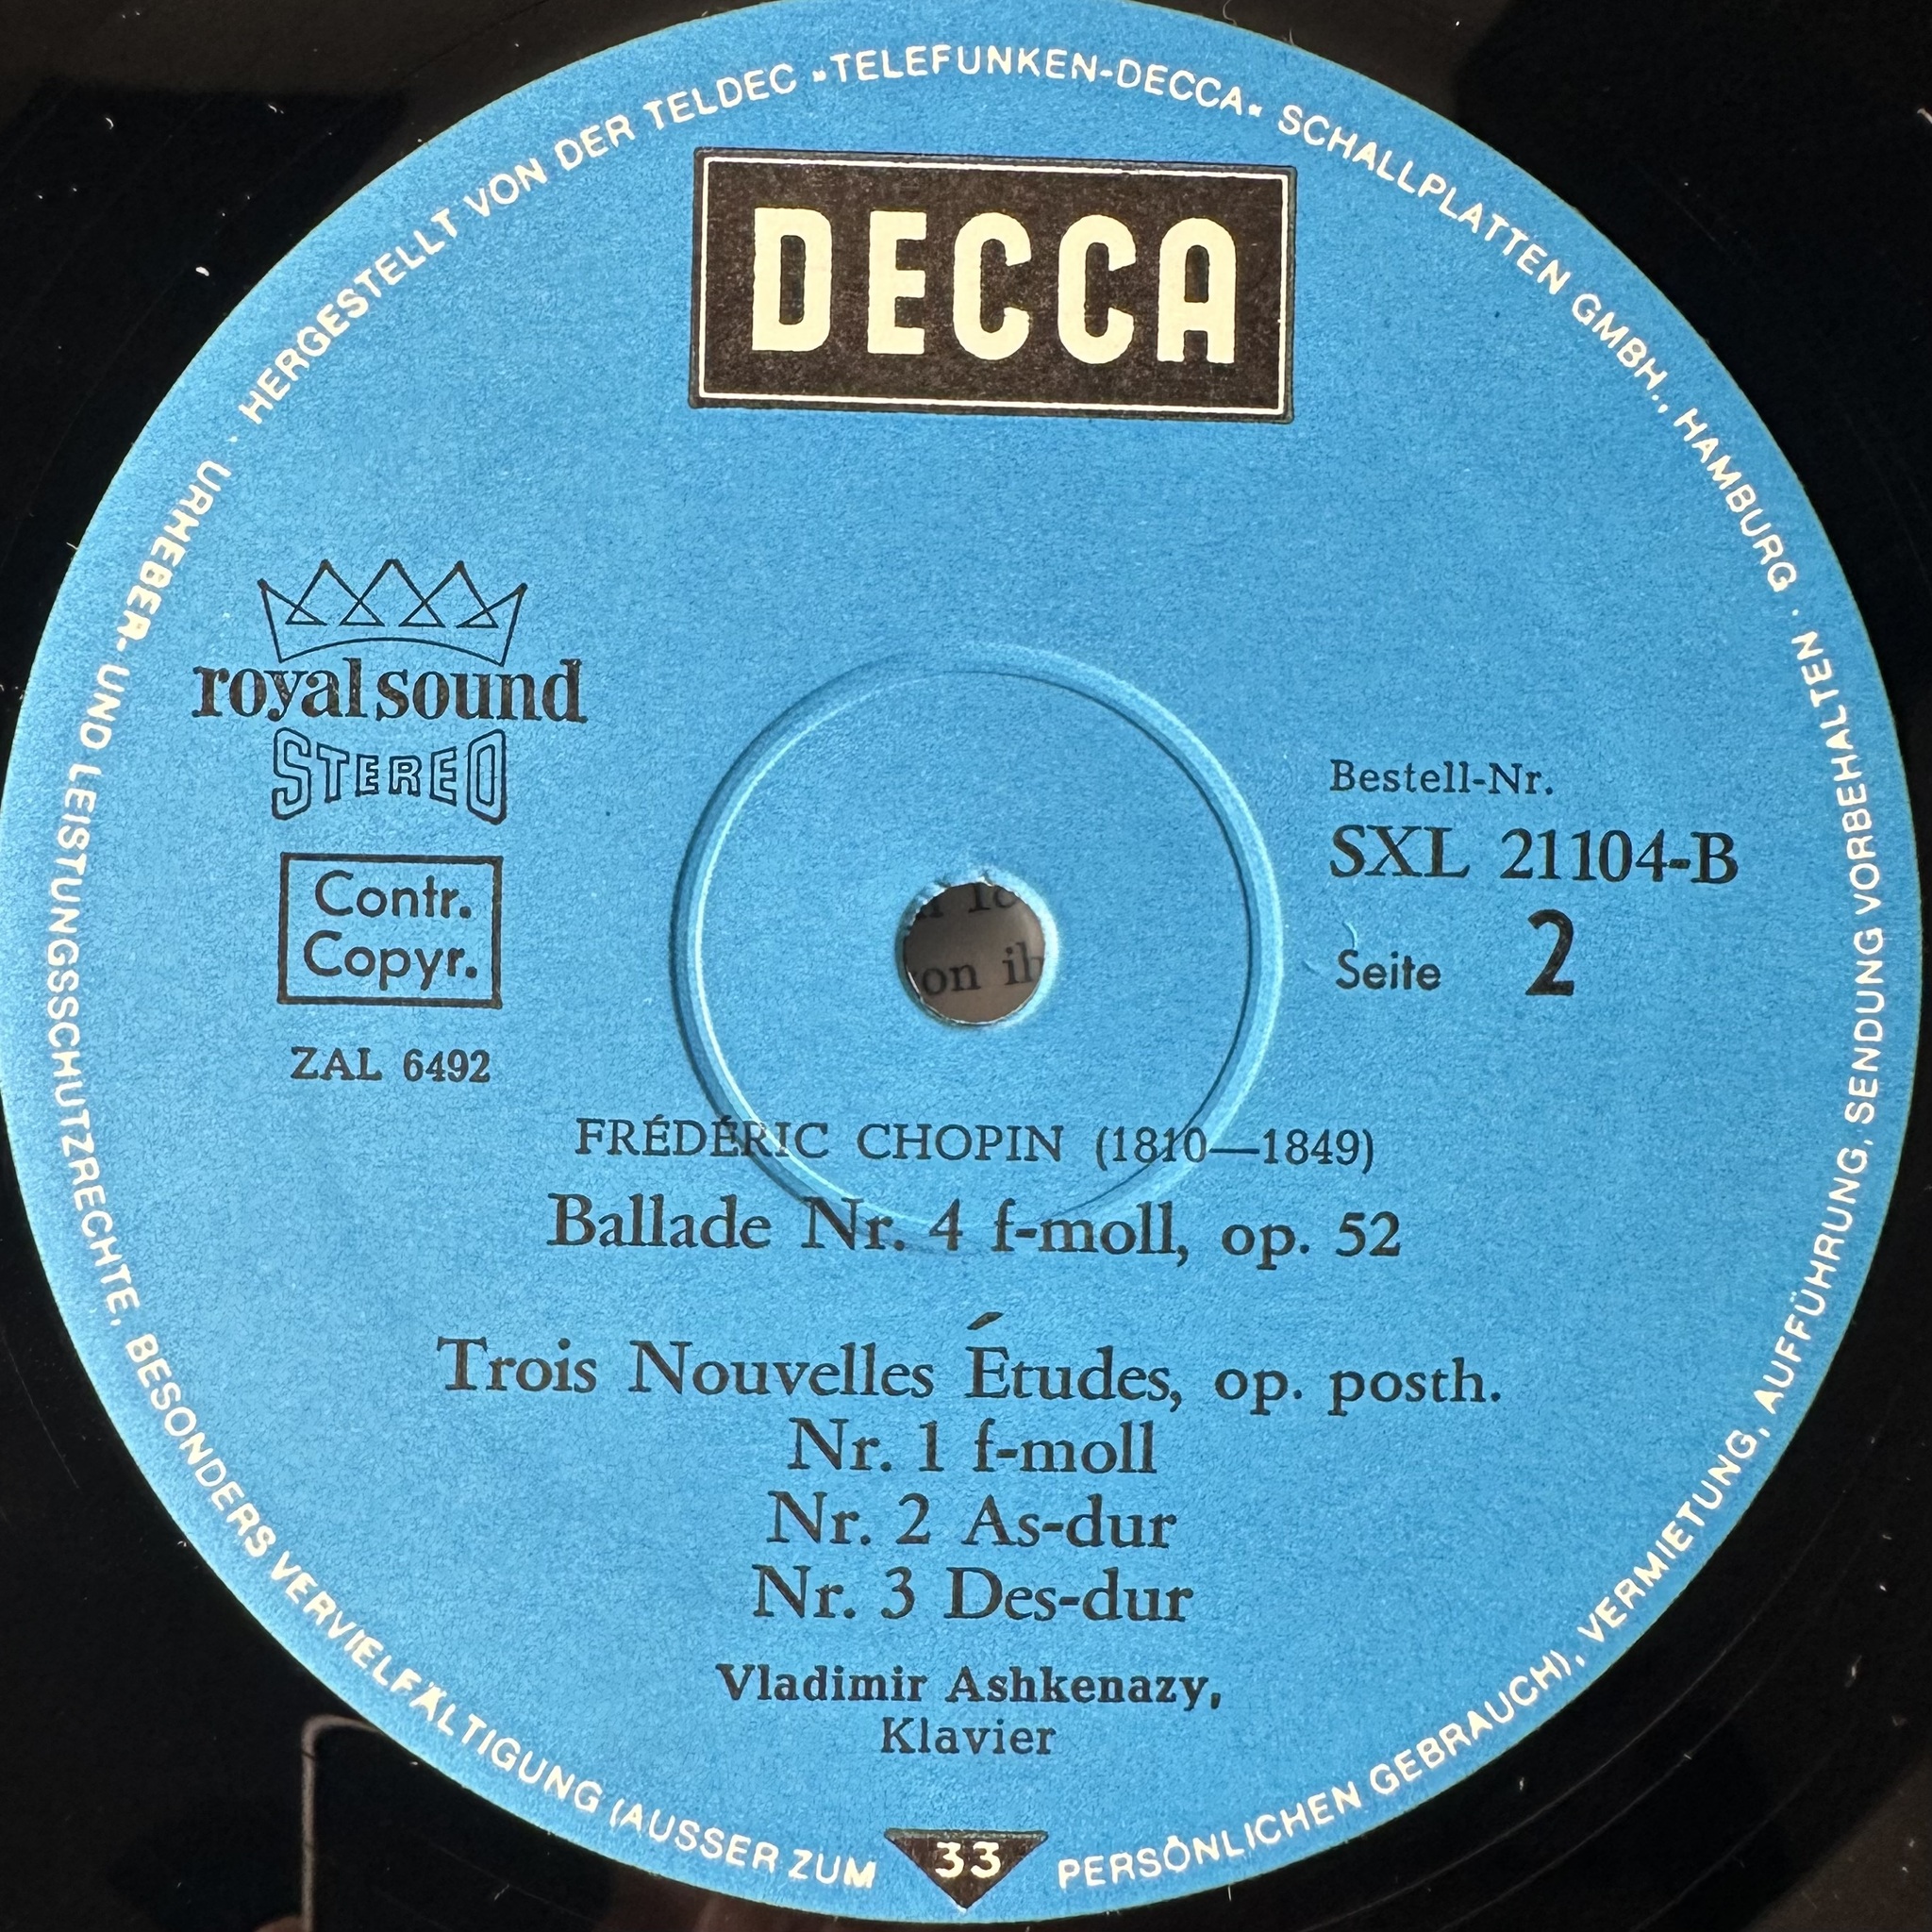 HERGESTELLT VON DER TELDEC »TELEFUNKEN-DECCA« SCHALLPLATTEN GMBH., HAMBURG ·
URHEBER- UND LEISTUNGSSCHUTZRECHTE, BESONDERS VERVIELFÄLTIGUNG (AUSSER ZUM PERSÖNLICHEN GEBRAUCH), VERMIETUNG, AUFFÜHRUNG, SENDUNG VORBEHALTEN ·
DECCA
royal sound
STEREO
Contr.
Copyr.
ZAL 6492
Bestell-Nr.
SXL 21104-B
Seite 2
on
FRÉDÉRIC CHOPIN (1810—1849)
Ballade Nr. 4 f-moll, op. 52
Trois Nouvelles Études, op. posth.
Nr. 1 f-moll
Nr. 2 As-dur
Nr. 3 Des-dur
Vladimir Ashkenazy,
Klavier
33